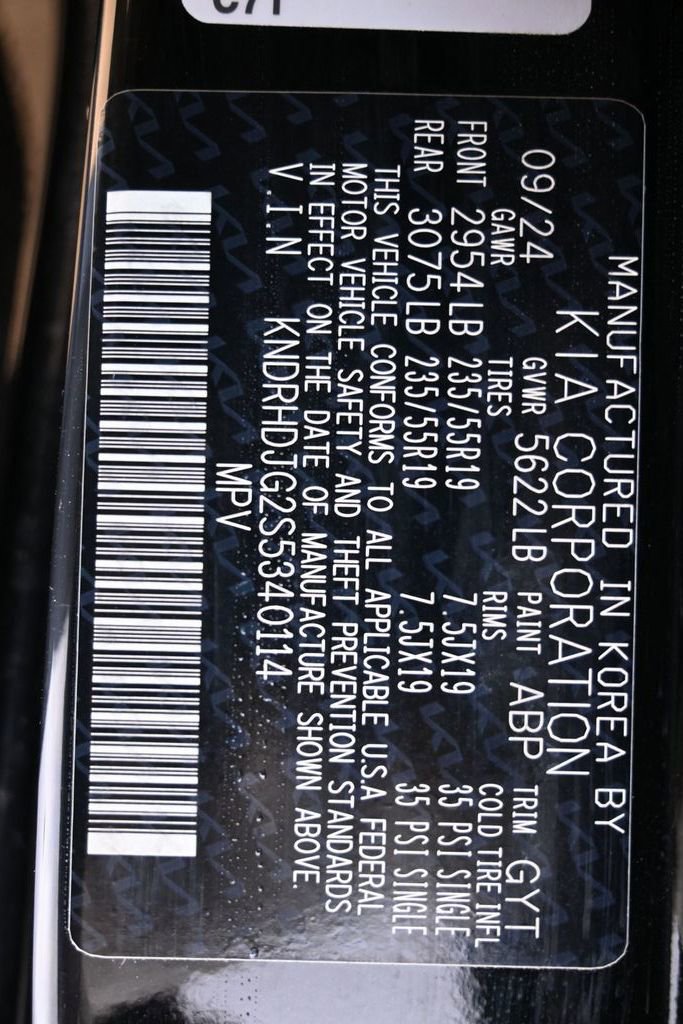 MANUFACTURED IN KOREA BY
KIA CORPORATION
09/24 GVWR 5622 LB PAINT ABP TRIM GYT
GAWR TIRES RIMS COLD TIRE INFL
FRONT 2954 LB 235/55R19 7.5JX19 35 PSI SINGLE
REAR 3075 LB 235/55R19 7.5JX19 35 PSI SINGLE
THIS VEHICLE CONFORMS TO ALL APPLICABLE U.S.A FEDERAL
MOTOR VEHICLE SAFETY AND THEFT PREVENTION STANDARDS
IN EFFECT ON THE DATE OF MANUFACTURE SHOWN ABOVE.
V.I.N KNDRHDJG2S5340114
MPV